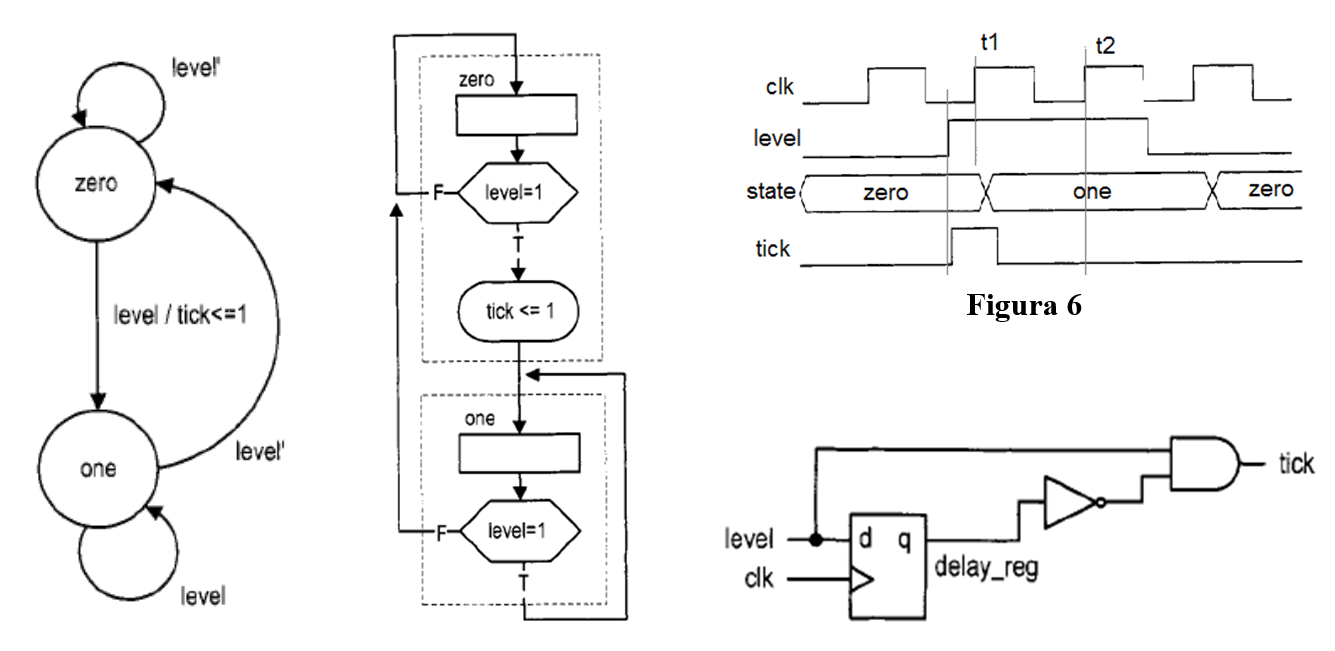 level'
zero
level / tick<=1
one
level'
level
zero
level=1
F
T
tick <= 1
one
level=1
F
T
t1
t2
clk
level
state
zero
one
zero
tick
Figura 6
level
clk
d
q
delay_reg
tick